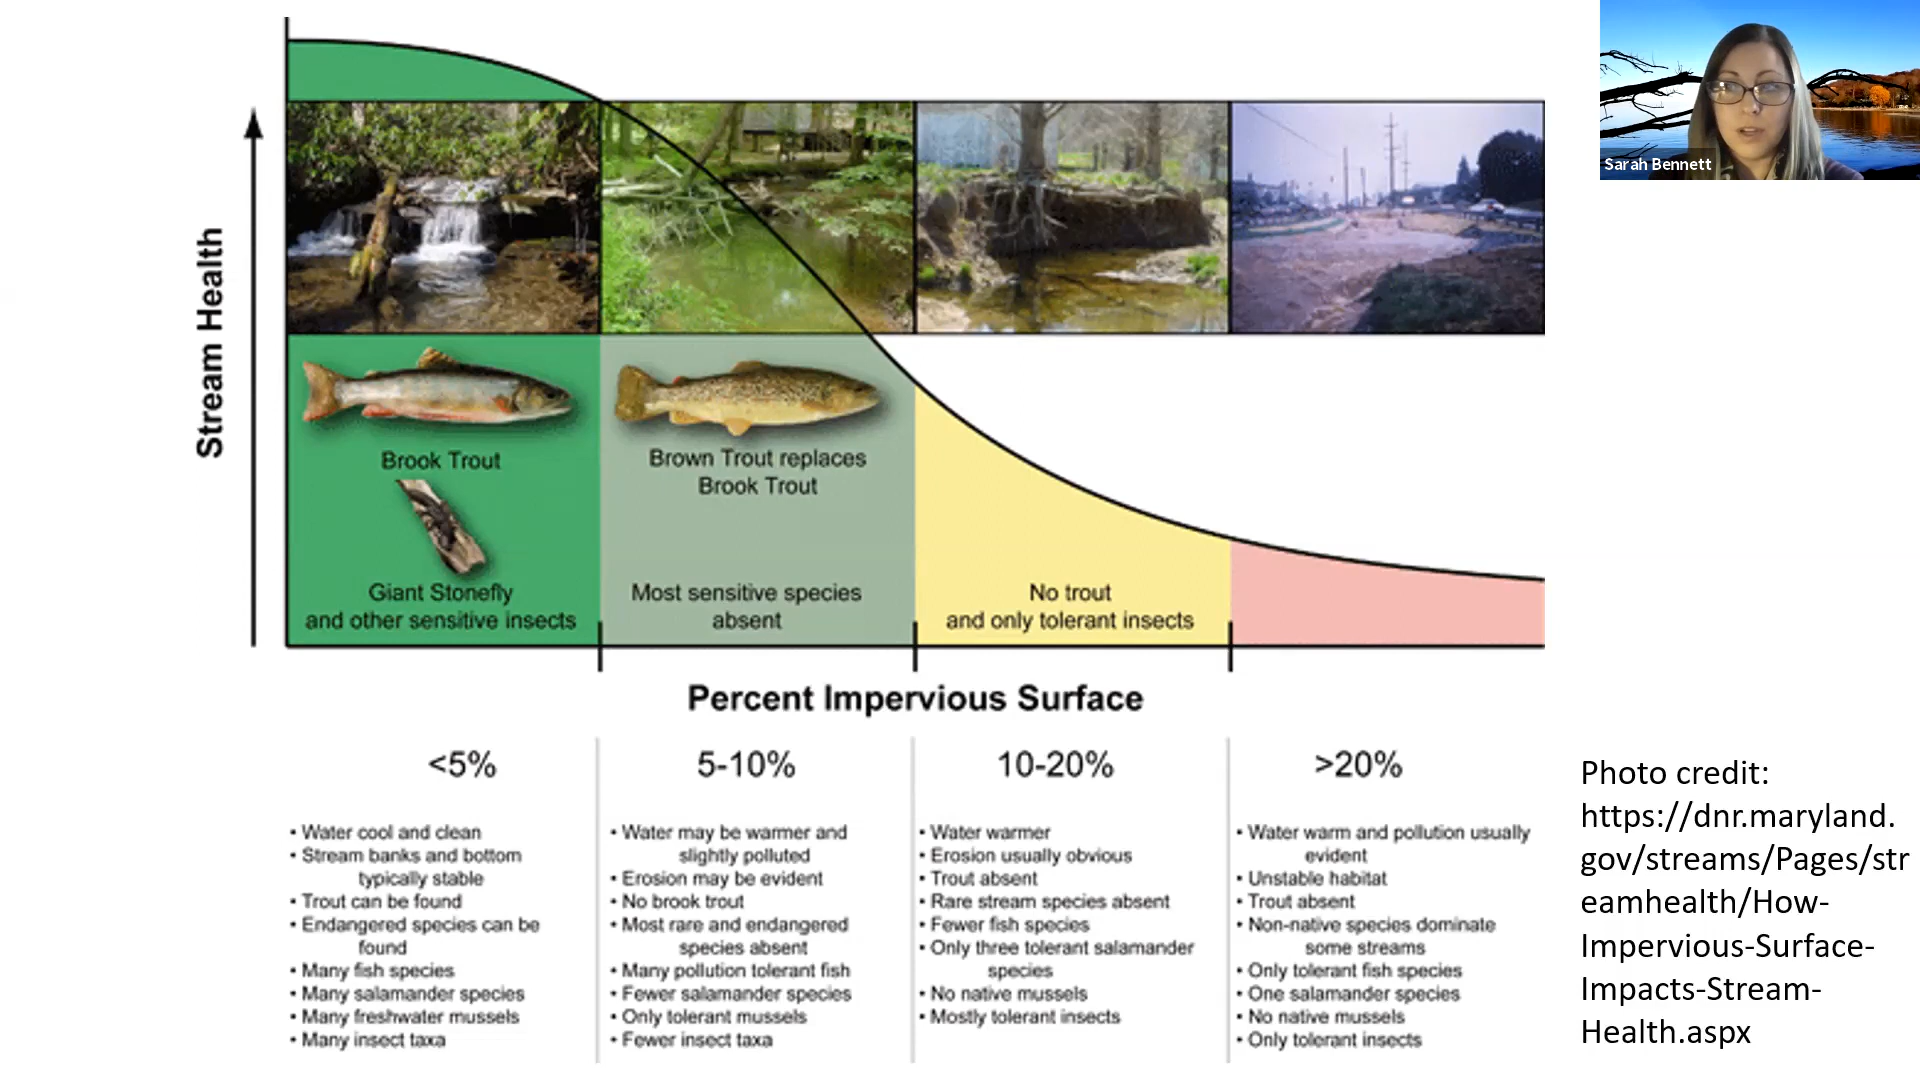 Sarah Bennett
Stream Health
Brook Trout
Giant Stonefly
and other sensitive insects
Brown Trout replaces
Brook Trout
Most sensitive species
absent
No trout
and only tolerant insects
Percent Impervious Surface
<5%
• Water cool and clean
• Stream banks and bottom
typically stable
• Trout can be found
• Endangered species can be
found
• Many fish species
• Many salamander species
• Many freshwater mussels
• Many insect taxa
5-10%
• Water may be warmer and
slightly polluted
• Erosion may be evident
• No brook trout
• Most rare and endangered
species absent
• Many pollution tolerant fish
• Fewer salamander species
• Only tolerant mussels
• Fewer insect taxa
10-20%
• Water warmer
• Erosion usually obvious
• Trout absent
• Rare stream species absent
• Fewer fish species
• Only three tolerant salamander
species
• No native mussels
• Mostly tolerant insects
>20%
• Water warm and pollution usually
evident
• Unstable habitat
• Trout absent
• Non-native species dominate
some streams
• Only tolerant fish species
• One salamander species
• No native mussels
• Only tolerant insects
Photo credit:
https://dnr.maryland.
gov/streams/Pages/str
eamhealth/How-
Impervious-Surface-
Impacts-Stream-
Health.aspx